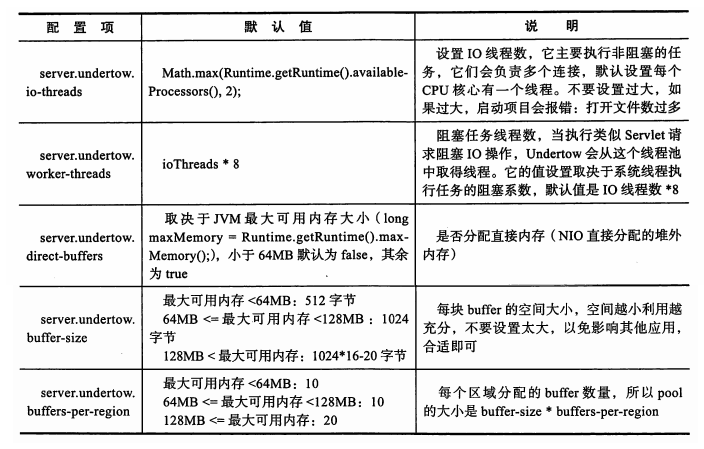 配 置 项	默 认 值	说 明
server.undertow.
io-threads
Math.max(Runtime.getRuntime().available-
Processors(), 2);
设置 IO 线程数，它主要执行非阻塞的任
务，它们会负责多个连接，默认设置每个
CPU 核心有一个线程。不要设置过大，如
果过大，启动项目会报错：打开文件数过多
server.undertow.
worker-threads
ioThreads * 8
阻塞任务线程数，当执行类似 Servlet 请
求阻塞 IO 操作，Undertow 会从这个线程池
中取得线程。它的值设置取决于系统线程执
行任务的阻塞系数，默认值是 IO 线程数 *8
server.undertow.
direct-buffers
取决于 JVM 最大可用内存大小（long
maxMemory = Runtime.getRuntime().max-
Memory();），小于 64MB 默认为 false，其余
为 true
是否分配直接内存（NIO 直接分配的堆外
内存）
server.undertow.
buffer-size
最大可用内存 <64MB：512 字节
64MB <= 最大可用内存 <128MB ：1024
字节
128MB < 最大可用内存：1024*16-20 字节
每块 buffer 的空间大小，空间越小利用越
充分，不要设置太大，以免影响其他应用，
合适即可
server.undertow.
buffers-per-region
最大可用内存 <64MB：10
64MB <= 最大可用内存 <128MB：10
128MB <= 最大可用内存：20
每个区域分配的 buffer 数量，所以 pool
的大小是 buffer-size * buffers-per-region